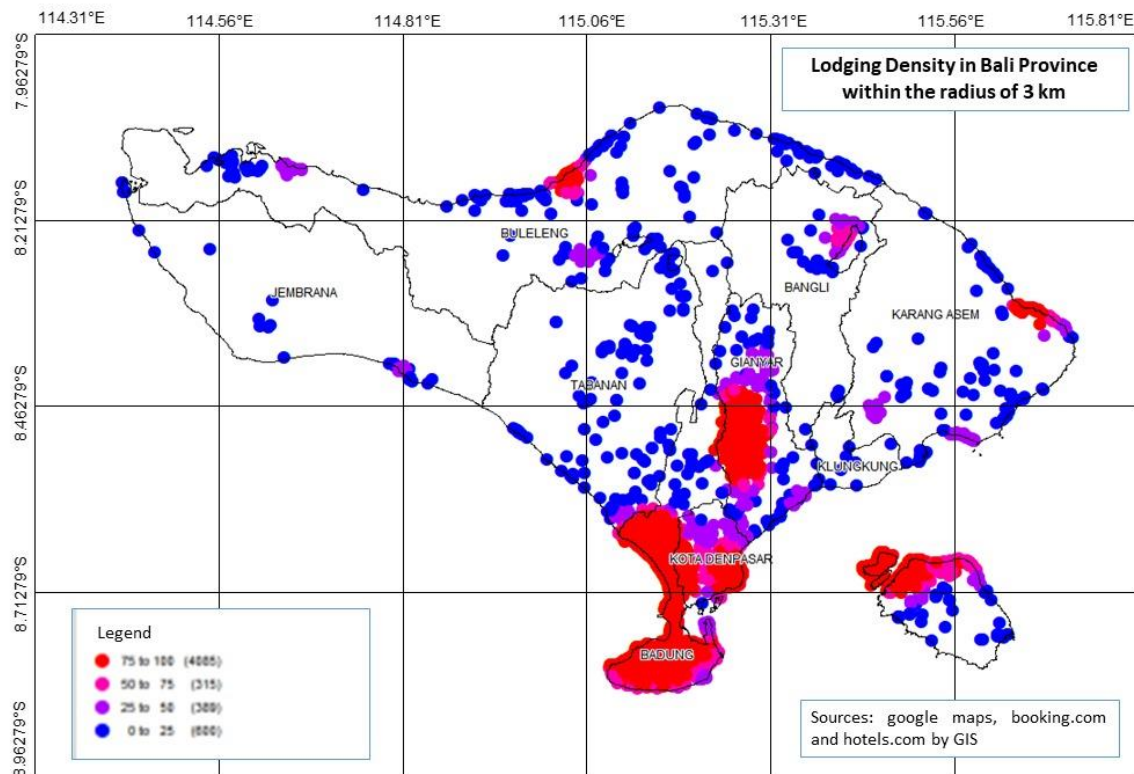 114.31°E 114.56°E 114.81°E 115.06°E 115.31°E 115.56°E 115.81°E
7.96279°S
8.21279°S
8.46279°S
8.71279°S
8.96279°S
Lodging Density in Bali Province
within the radius of 3 km
BULELENG
JEMBRANA
BANGLI
KARANG ASEM
GIANYAR
TABANAN
KLUNGKUNG
KOTA DENPASAR
BADUNG
Legend
75 to 100 (4085)
50 to 75 (315)
25 to 50 (389)
0 to 25 (600)
Sources: google maps, booking.com
and hotels.com by GIS